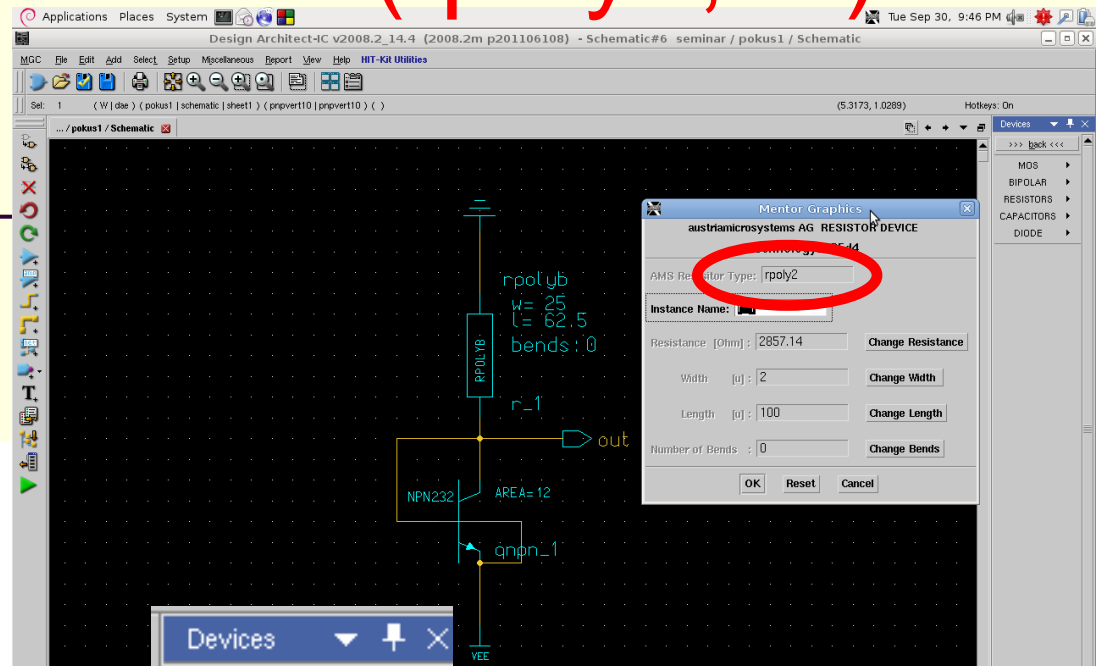 Applications Places System
Tue Sep 30, 9:46 PM
Design Architect-IC v2008.2_14.4 (2008.2m p201106108) - Schematic#6 seminar / pokus1 / Schematic
MGC File Edit Add Select Setup Miscellaneous Report View Help HIT-Kit Utilities
Sel: 1 ( W | dae ) ( pokus1 | schematic | sheet1 ) ( pnpvert10 | pnpvert10 ) ( ) (5.3173, 1.0289) Hotkeys: On
... / pokus1 / Schematic
Devices
>>> back <<<
MOS
BIPOLAR
RESISTORS
CAPACITORS
DIODE
Mentor Graphics
austriamicrosystems AG RESISTOR DEVICE
AMS Resistor Type: rpoly2
Instance Name:
Resistance [Ohm] : 2857.14 Change Resistance
Width [u] : 2 Change Width
Length [u] : 100 Change Length
Number of Bends : 0 Change Bends
OK Reset Cancel
rpolyb
w= 25
l= 62.5
bends:0
RPOLYB
r_1
out
NPN232 AREA=12
qnpn_1
VEE
T
Devices